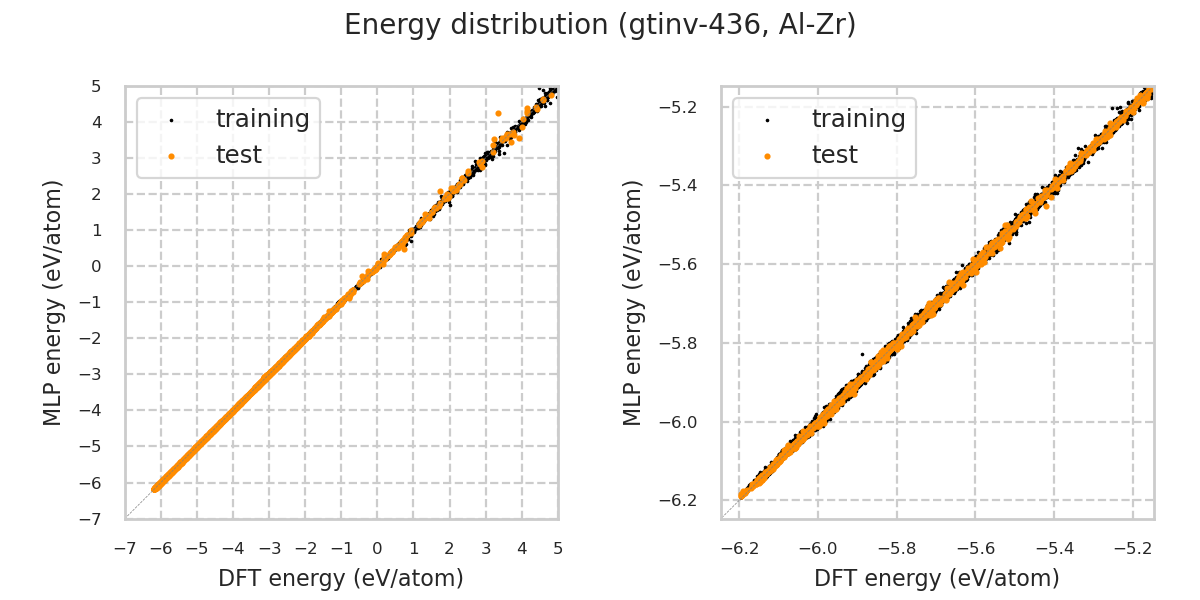 Energy distribution (gtinv-436, Al-Zr)
training
test
5
4
3
2
1
0
−1
−2
−3
−4
−5
−6
−7
MLP energy (eV/atom)
−7 −6 −5 −4 −3 −2 −1 0 1 2 3 4 5
DFT energy (eV/atom)
training
test
−5.2
−5.4
−5.6
−5.8
−6.0
−6.2
MLP energy (eV/atom)
−6.2 −6.0 −5.8 −5.6 −5.4 −5.2
DFT energy (eV/atom)